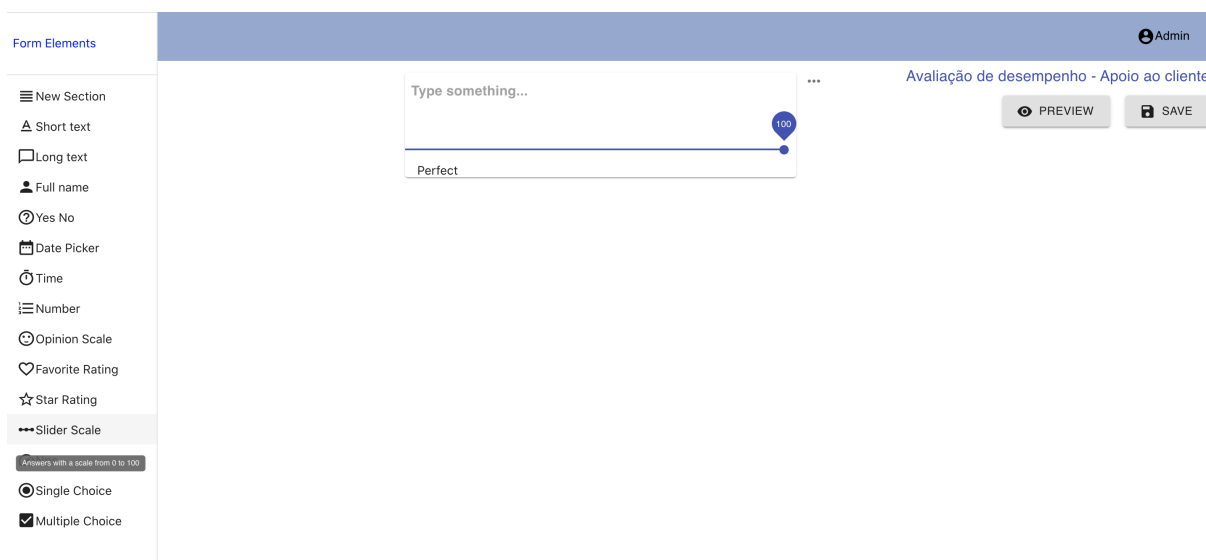 Form Elements
Admin
New Section
Short text
Long text
Full name
Yes No
Date Picker
Time
Number
Opinion Scale
Favorite Rating
Star Rating
Slider Scale
Answers with a scale from 0 to 100
Single Choice
Multiple Choice
Type something...
100
Perfect
Avaliação de desempenho - Apoio ao cliente
PREVIEW
SAVE